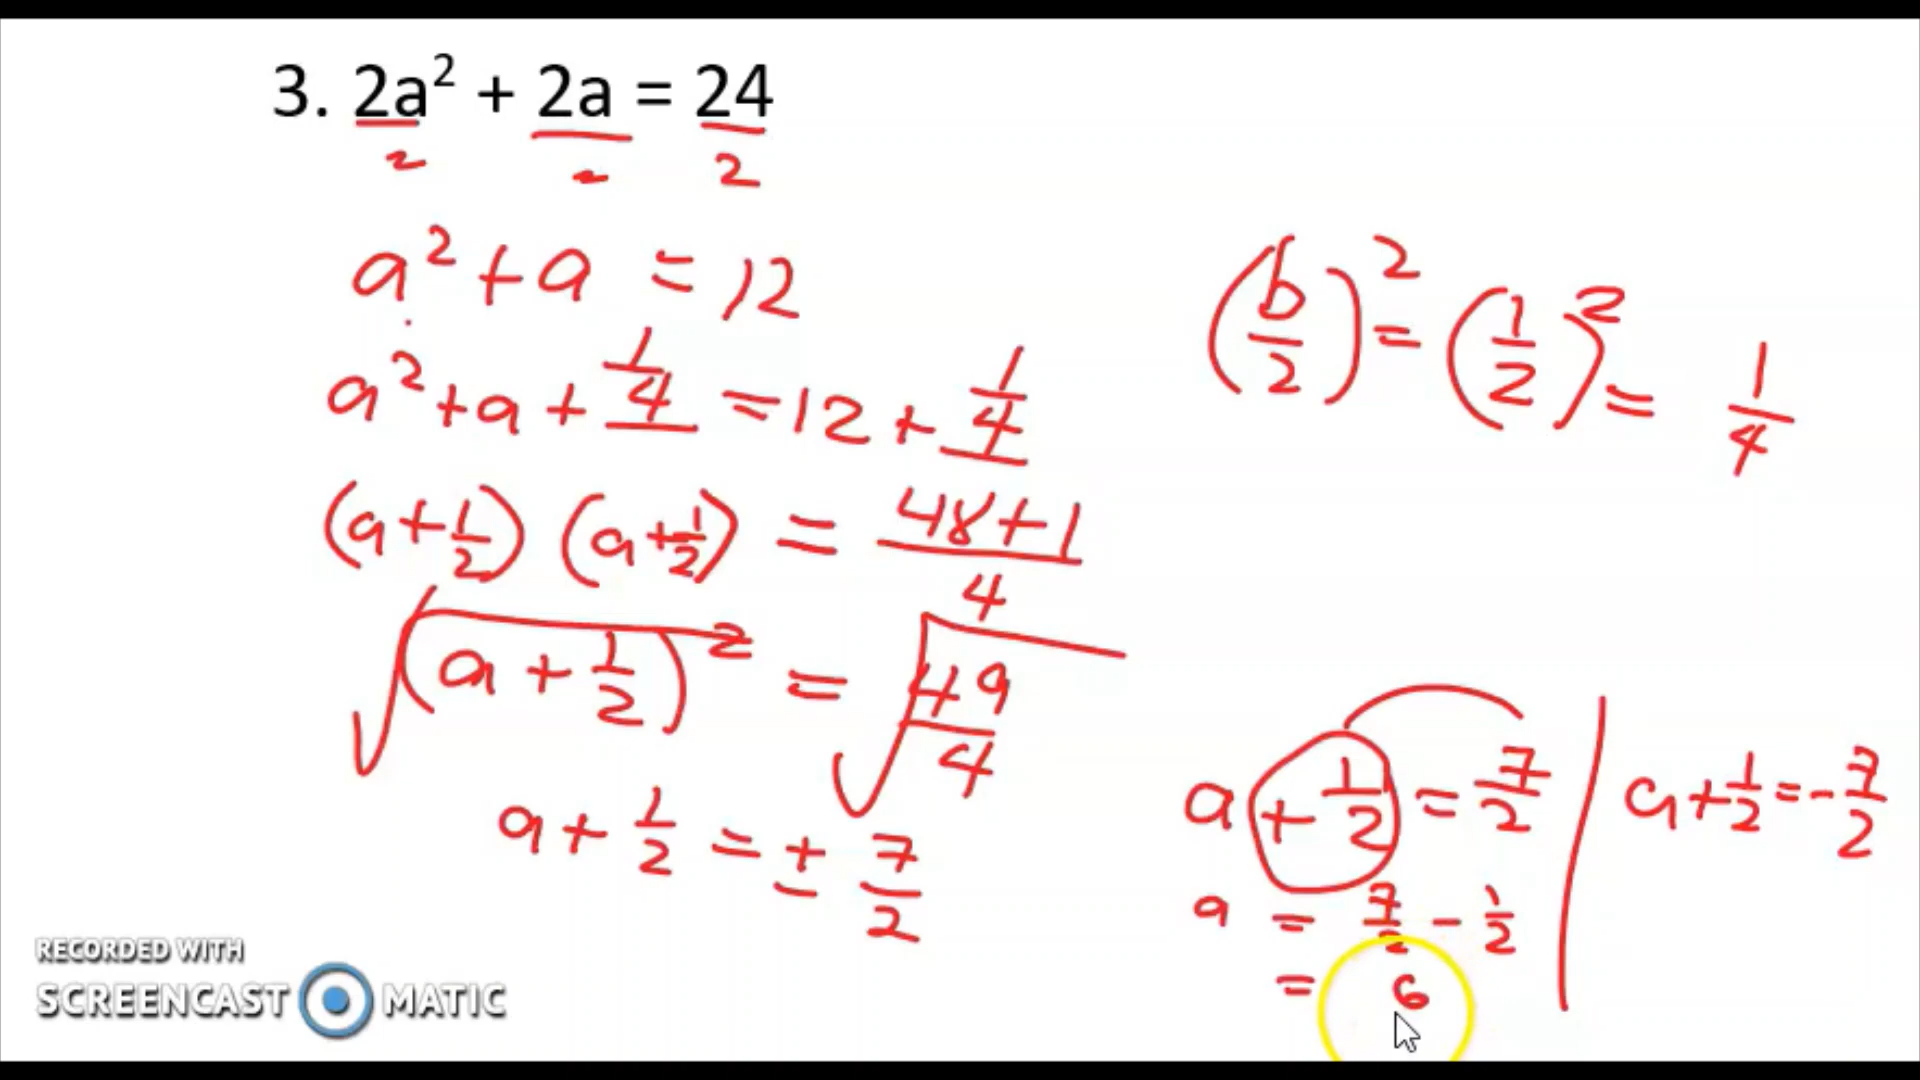 3. 2a² + 2a = 24
2 2 2
a² + a = 12
a² + a + 1/4 = 12 + 1/4
(a + 1/2) (a + 1/2) = 48 + 1 / 4
√(a + 1/2)² = √49/4
a + 1/2 = ± 7/2
(b/2)² = (1/2)² = 1/4
a + 1/2 = 7/2
a = 7/2 - 1/2
= 6
a + 1/2 = - 7/2
RECORDED WITH
SCREENCAST MATIC